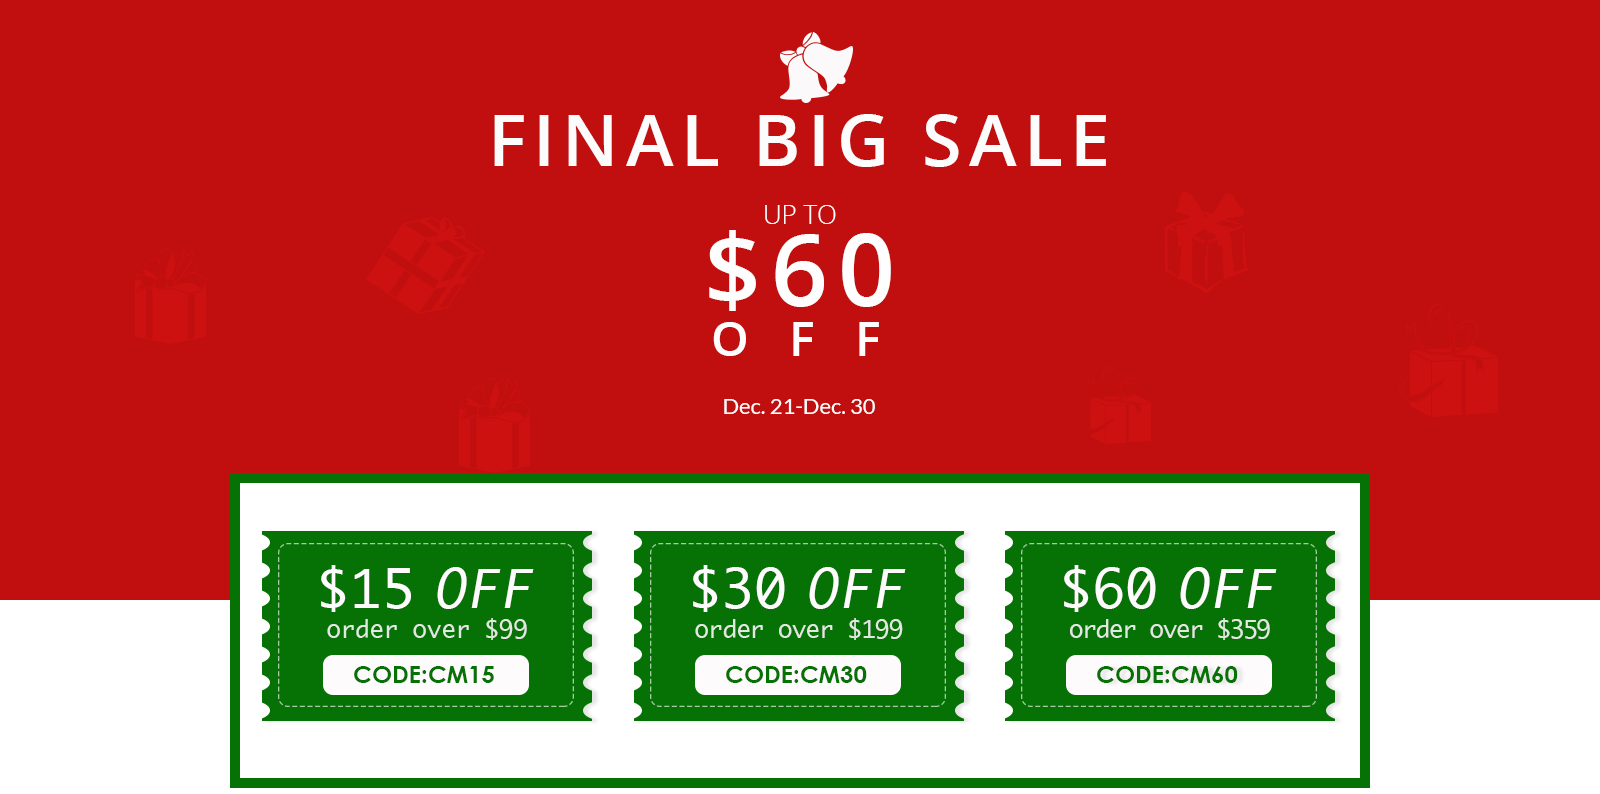 FINAL BIG SALE
UP TO
$60
OFF
Dec. 21-Dec. 30
$15 OFF
order over $99
CODE:CM15
$30 OFF
order over $199
CODE:CM30
$60 OFF
order over $359
CODE:CM60